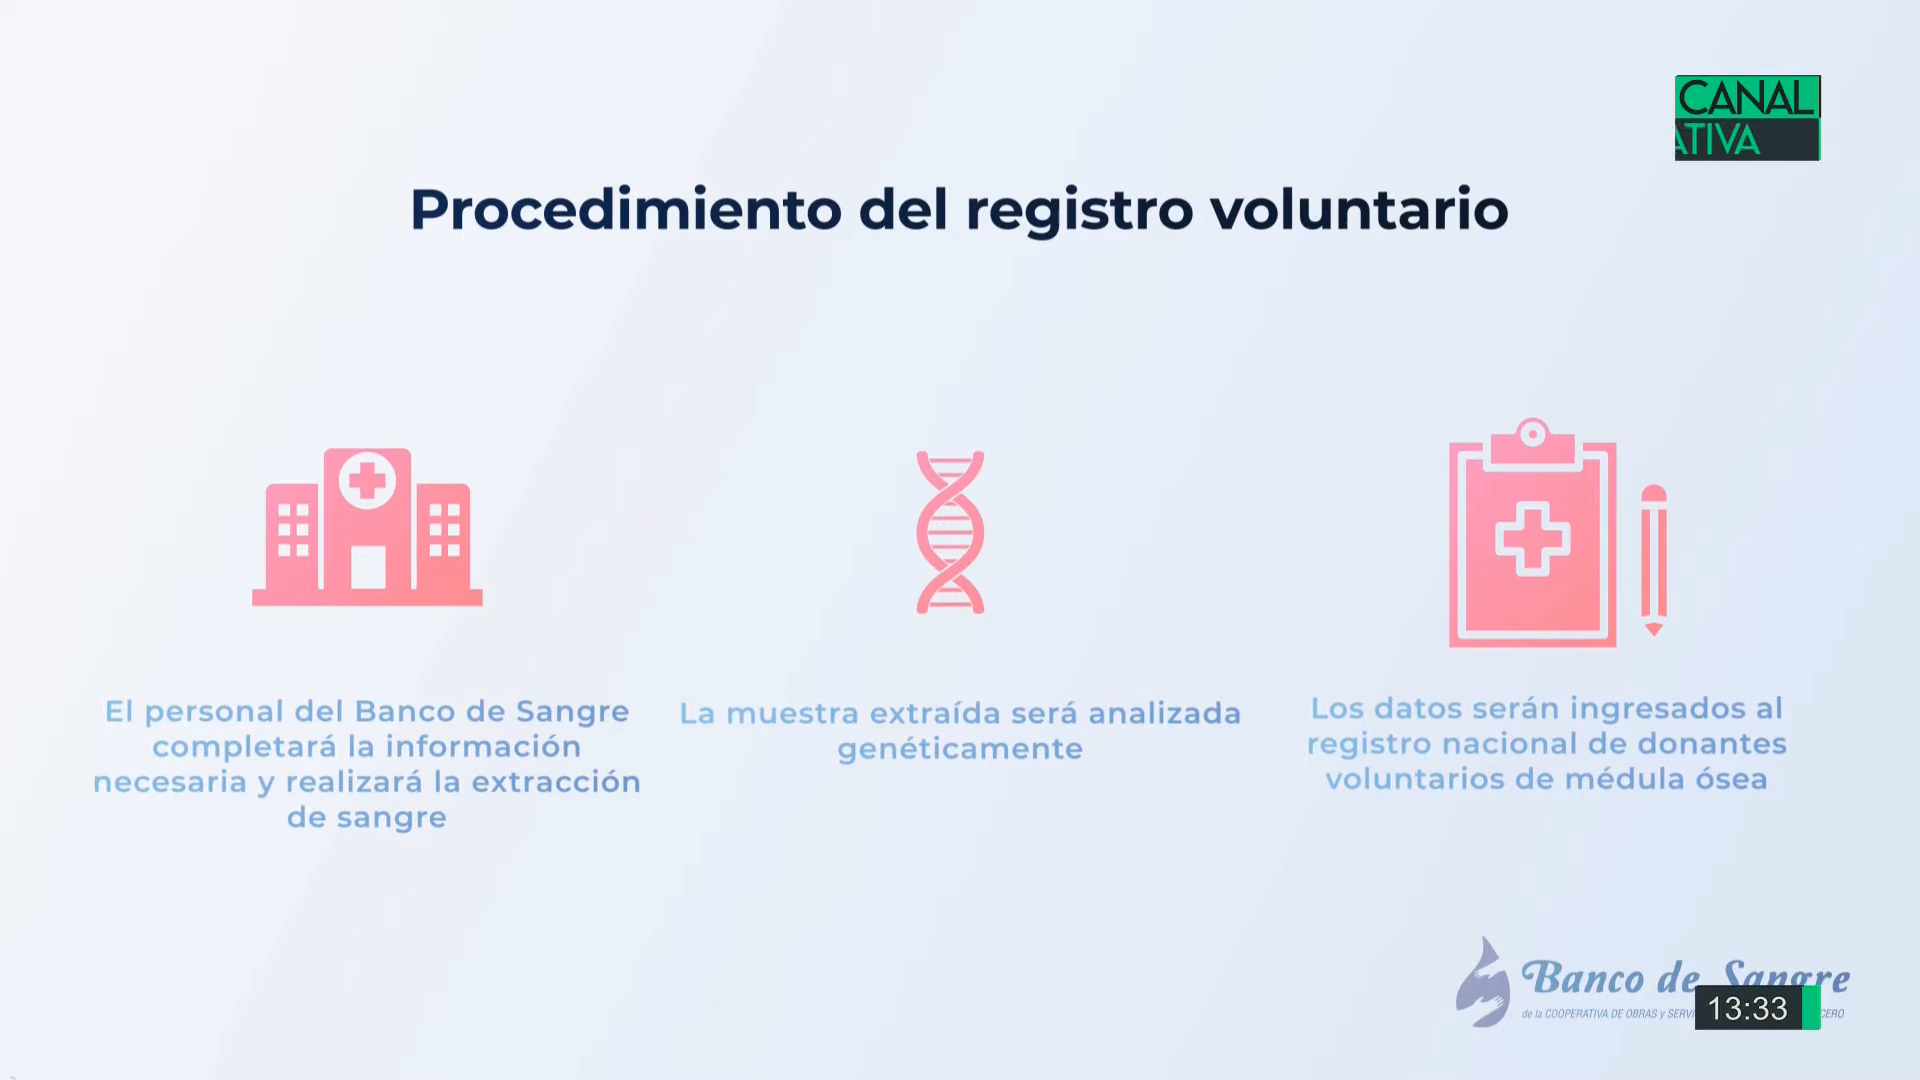 CANAL
ATIVA
Procedimiento del registro voluntario
El personal del Banco de Sangre
completará la información
necesaria y realizará la extracción
de sangre
La muestra extraída será analizada
genéticamente
Los datos serán ingresados al
registro nacional de donantes
voluntarios de médula ósea
Banco de Sangre
de la COOPERATIVA DE OBRAS y
13:33